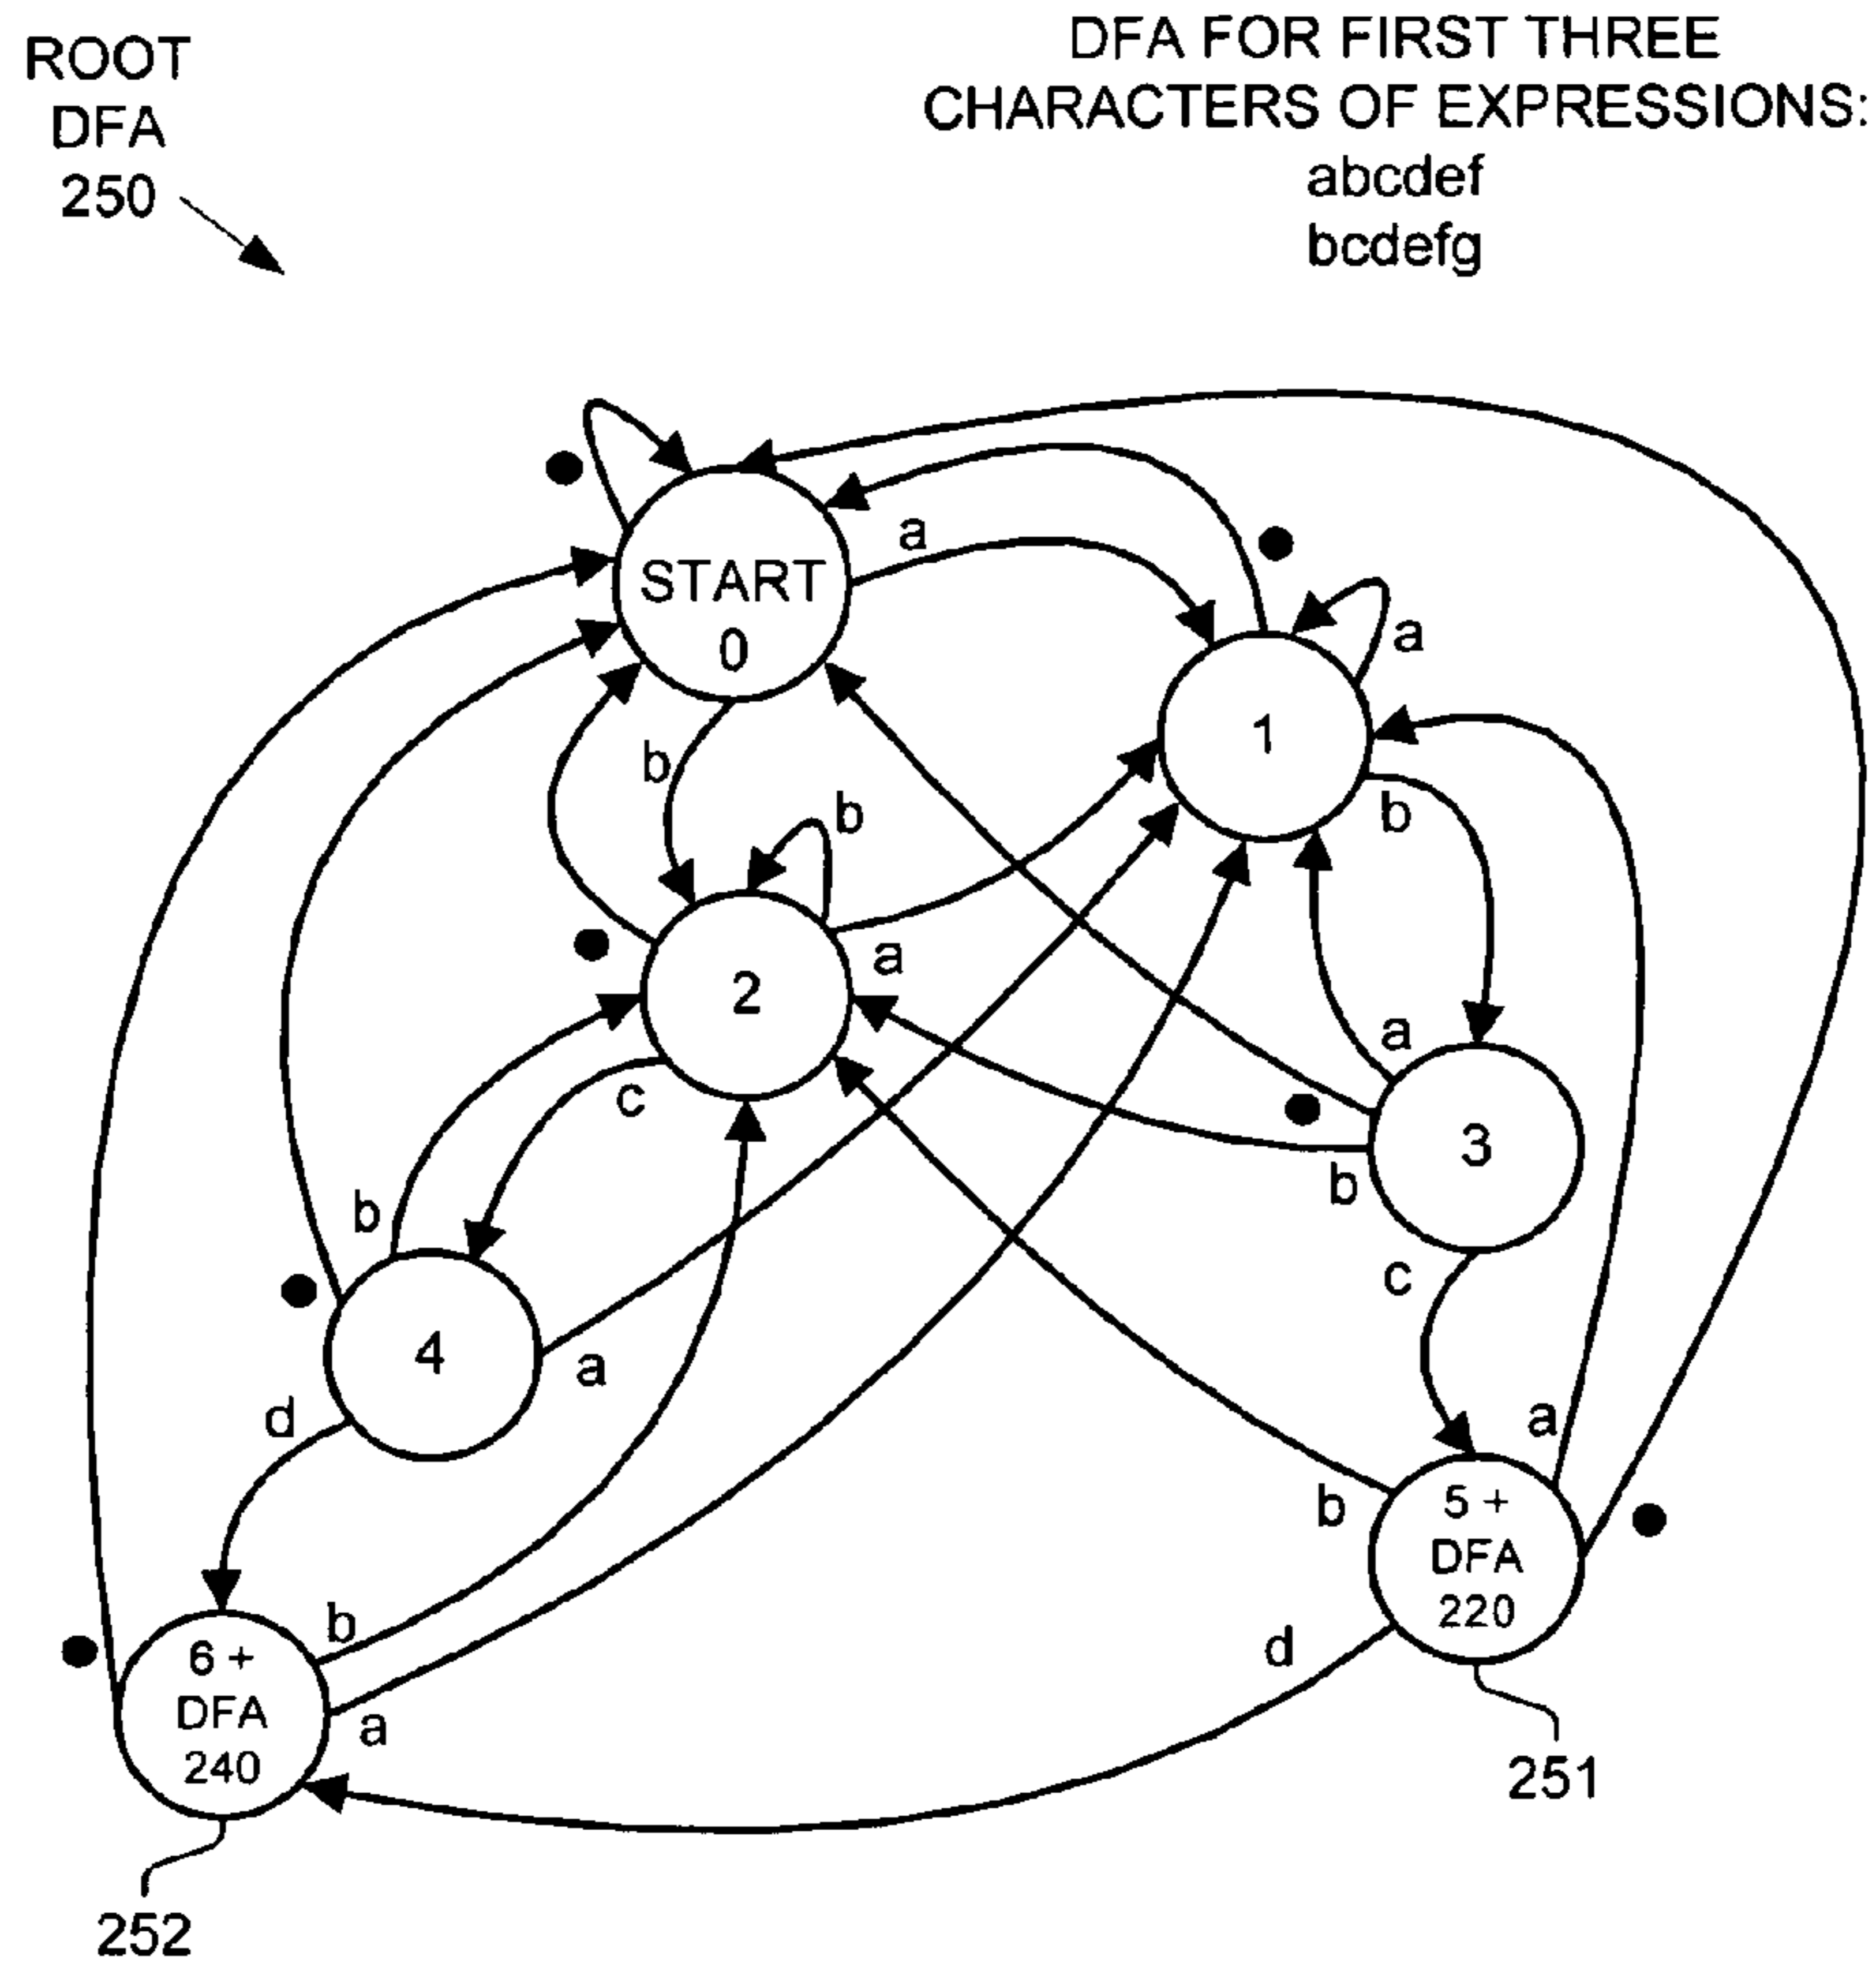 ROOT
DFA
250
DFA FOR FIRST THREE
CHARACTERS OF EXPRESSIONS:
abcdef
bcdefg
a
START
0
a
1
b
b
b
a
2
a
c
3
b
b
c
4
a
a
d
b
5 +
DFA
220
b
d
6 +
DFA
240
a
251
252